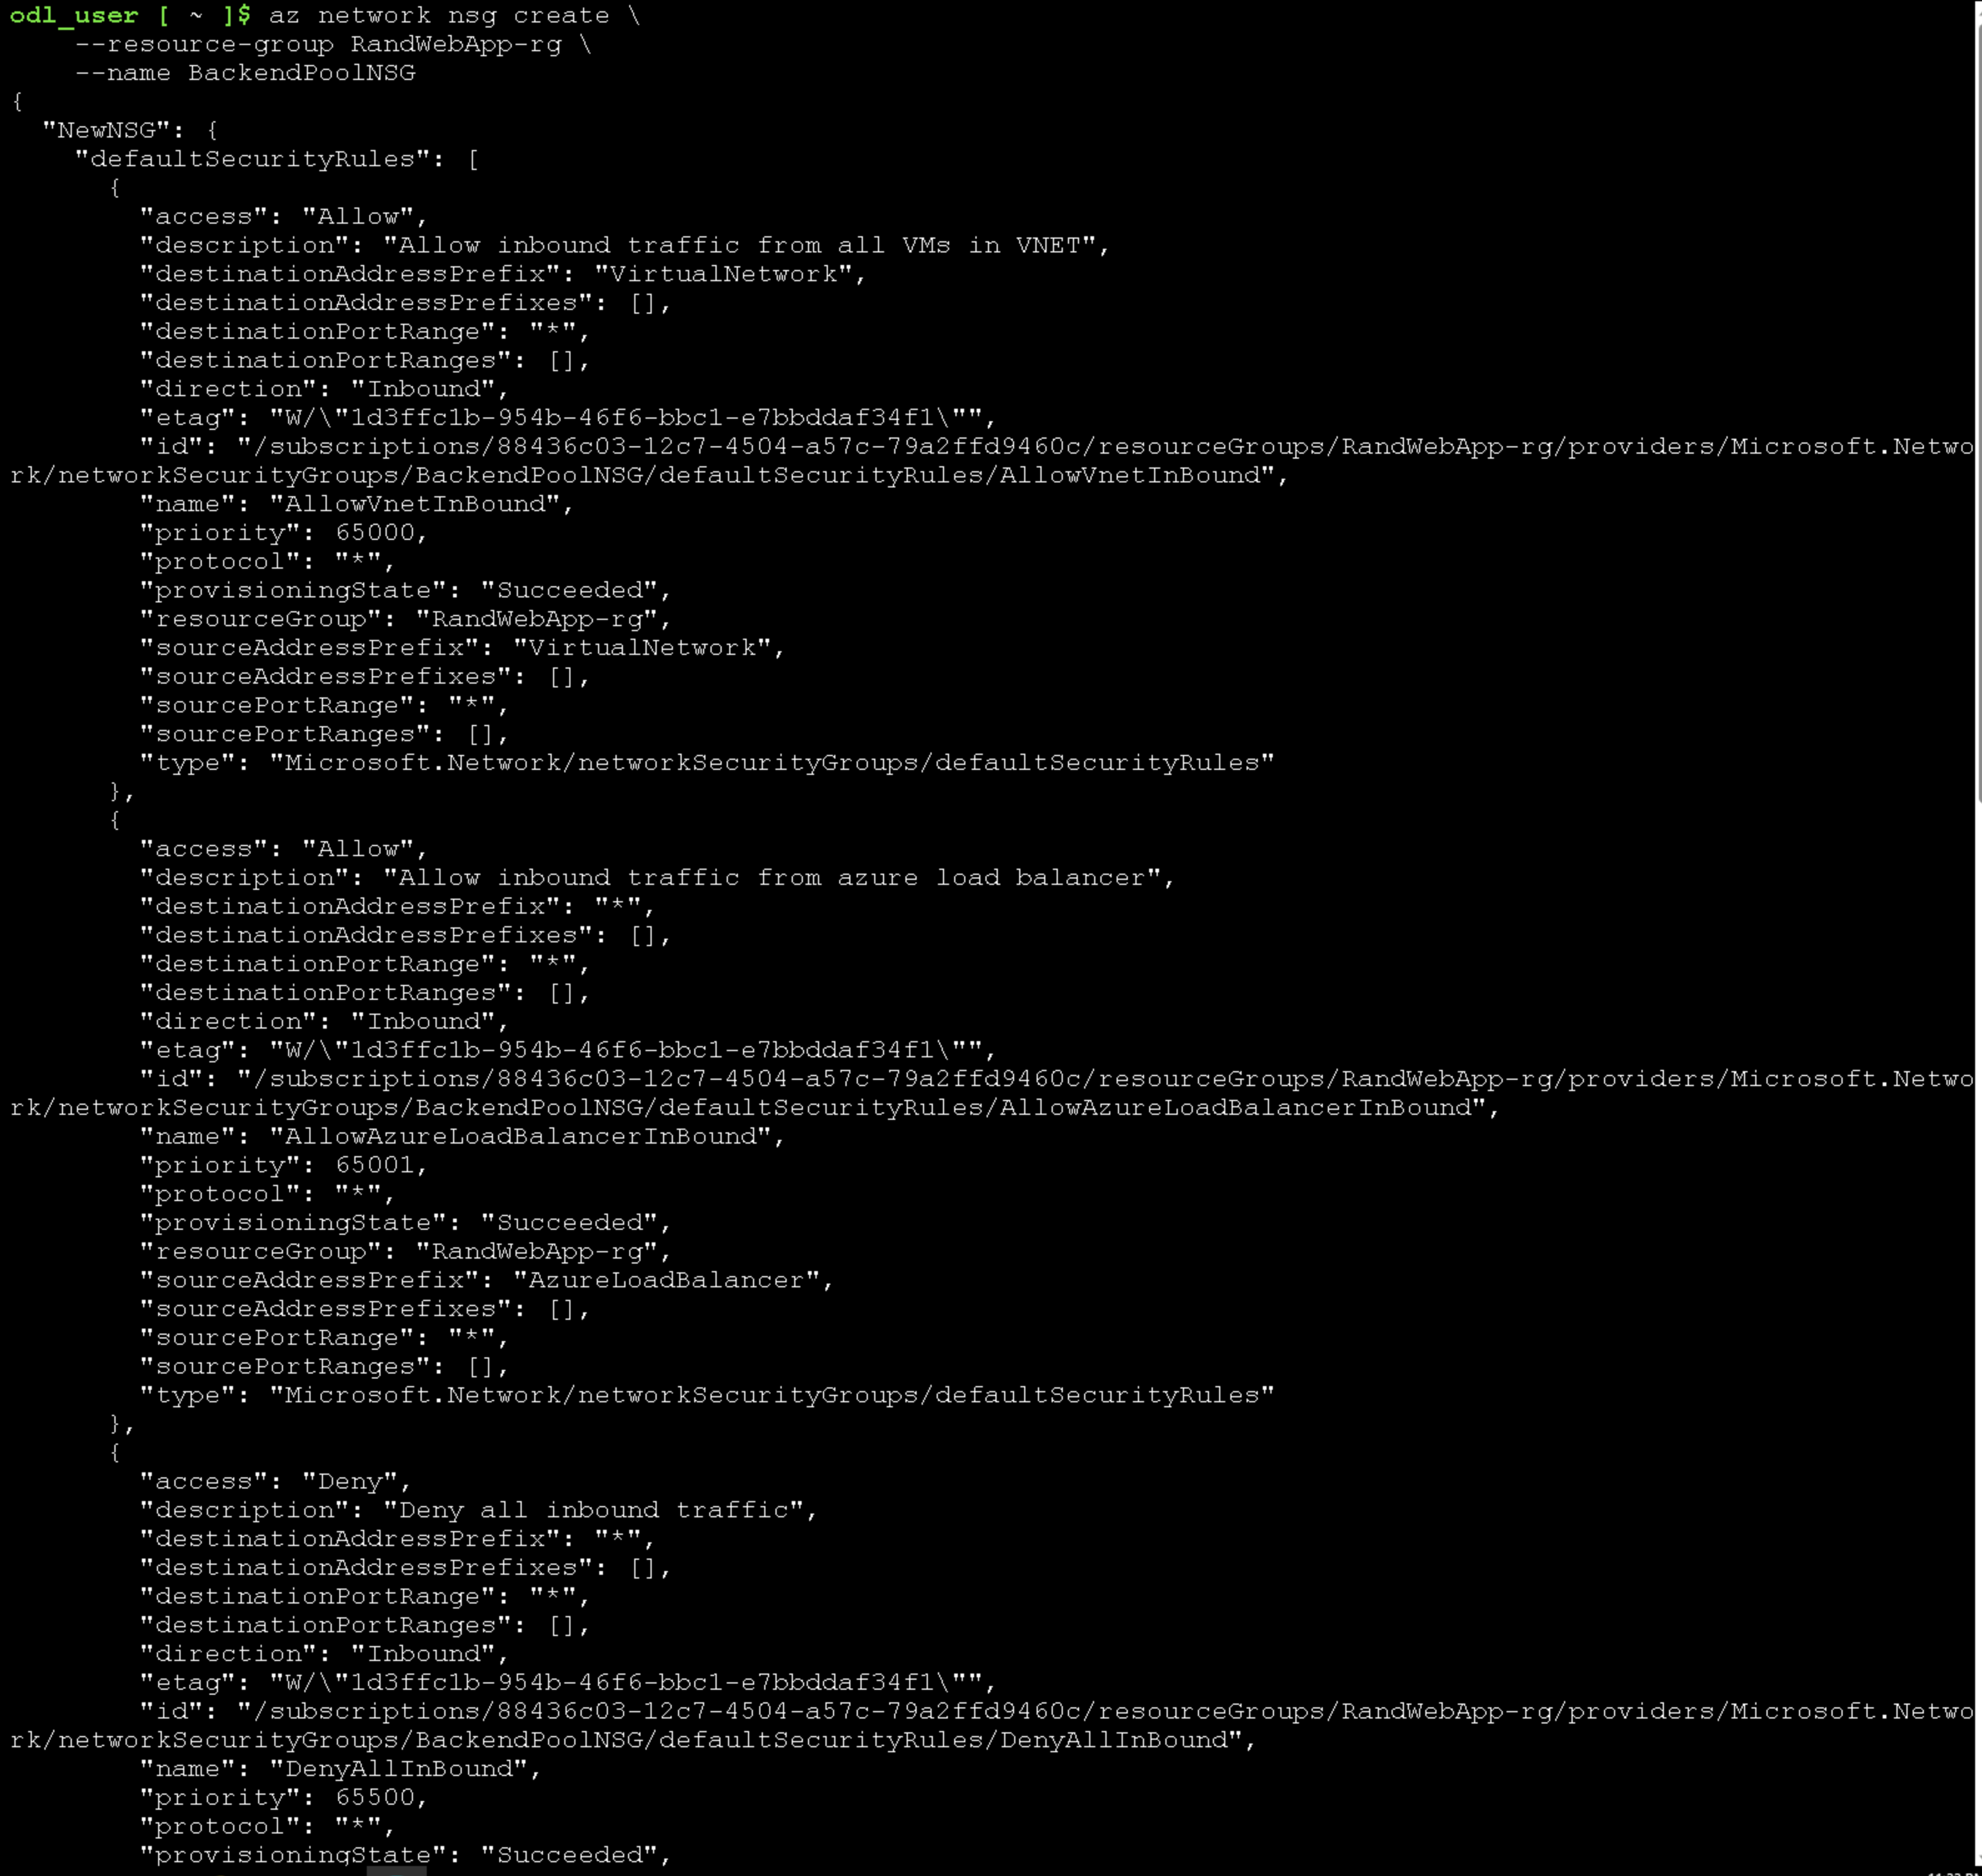 odl_user [ ~ ]$ az network nsg create \
    --resource-group RandWebApp-rg \
    --name BackendPoolNSG
{
  "NewNSG": {
    "defaultSecurityRules": [
      {
        "access": "Allow",
        "description": "Allow inbound traffic from all VMs in VNET",
        "destinationAddressPrefix": "VirtualNetwork",
        "destinationAddressPrefixes": [],
        "destinationPortRange": "*",
        "destinationPortRanges": [],
        "direction": "Inbound",
        "etag": "W/\"1d3ffc1b-954b-46f6-bbc1-e7bbddaf34f1\"",
        "id": "/subscriptions/88436c03-12c7-4504-a57c-79a2ffd9460c/resourceGroups/RandWebApp-rg/providers/Microsoft.Netwo
rk/networkSecurityGroups/BackendPoolNSG/defaultSecurityRules/AllowVnetInBound",
        "name": "AllowVnetInBound",
        "priority": 65000,
        "protocol": "*",
        "provisioningState": "Succeeded",
        "resourceGroup": "RandWebApp-rg",
        "sourceAddressPrefix": "VirtualNetwork",
        "sourceAddressPrefixes": [],
        "sourcePortRange": "*",
        "sourcePortRanges": [],
        "type": "Microsoft.Network/networkSecurityGroups/defaultSecurityRules"
      },
      {
        "access": "Allow",
        "description": "Allow inbound traffic from azure load balancer",
        "destinationAddressPrefix": "*",
        "destinationAddressPrefixes": [],
        "destinationPortRange": "*",
        "destinationPortRanges": [],
        "direction": "Inbound",
        "etag": "W/\"1d3ffc1b-954b-46f6-bbc1-e7bbddaf34f1\"",
        "id": "/subscriptions/88436c03-12c7-4504-a57c-79a2ffd9460c/resourceGroups/RandWebApp-rg/providers/Microsoft.Netwo
rk/networkSecurityGroups/BackendPoolNSG/defaultSecurityRules/AllowAzureLoadBalancerInBound",
        "name": "AllowAzureLoadBalancerInBound",
        "priority": 65001,
        "protocol": "*",
        "provisioningState": "Succeeded",
        "resourceGroup": "RandWebApp-rg",
        "sourceAddressPrefix": "AzureLoadBalancer",
        "sourceAddressPrefixes": [],
        "sourcePortRange": "*",
        "sourcePortRanges": [],
        "type": "Microsoft.Network/networkSecurityGroups/defaultSecurityRules"
      },
      {
        "access": "Deny",
        "description": "Deny all inbound traffic",
        "destinationAddressPrefix": "*",
        "destinationAddressPrefixes": [],
        "destinationPortRange": "*",
        "destinationPortRanges": [],
        "direction": "Inbound",
        "etag": "W/\"1d3ffc1b-954b-46f6-bbc1-e7bbddaf34f1\"",
        "id": "/subscriptions/88436c03-12c7-4504-a57c-79a2ffd9460c/resourceGroups/RandWebApp-rg/providers/Microsoft.Netwo
rk/networkSecurityGroups/BackendPoolNSG/defaultSecurityRules/DenyAllInBound",
        "name": "DenyAllInBound",
        "priority": 65500,
        "protocol": "*",
        "provisioningState": "Succeeded",